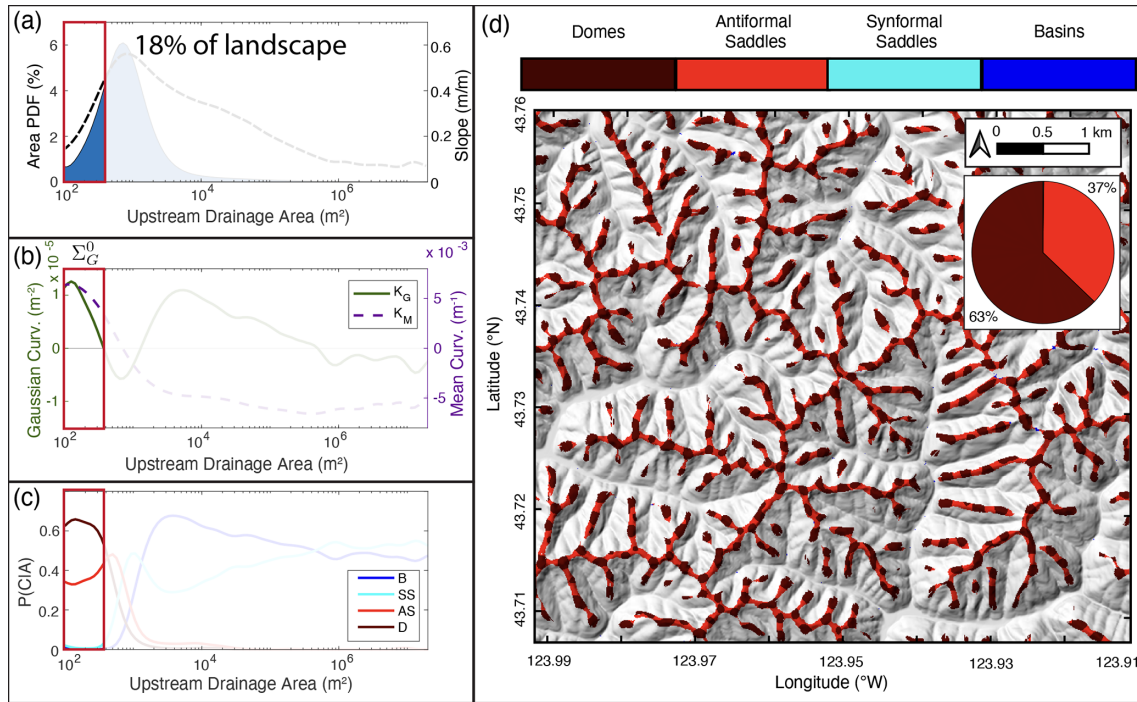 (a)
18% of landscape
Area PDF (%)
6
4
2
0
Slope (m/m)
0.6
0.4
0.2
0
10² 10⁴ 10⁶
Upstream Drainage Area (m²)
(b)
Σ⁰G
x 10⁻⁵
x 10⁻³
Gaussian Curv. (m⁻²)
1
0
-1
Mean Curv. (m⁻¹)
5
0
-5
KG
KM
10² 10⁴ 10⁶
Upstream Drainage Area (m²)
(c)
P(C|A)
0.6
0.4
0.2
0
B
SS
AS
D
10² 10⁴ 10⁶
Upstream Drainage Area (m²)
(d)
Domes
Antiformal
Saddles
Synformal
Saddles
Basins
0 0.5 1 km
37%
63%
Latitude (°N)
43.76
43.75
43.74
43.73
43.72
43.71
123.99 123.97 123.95 123.93 123.91
Longitude (°W)